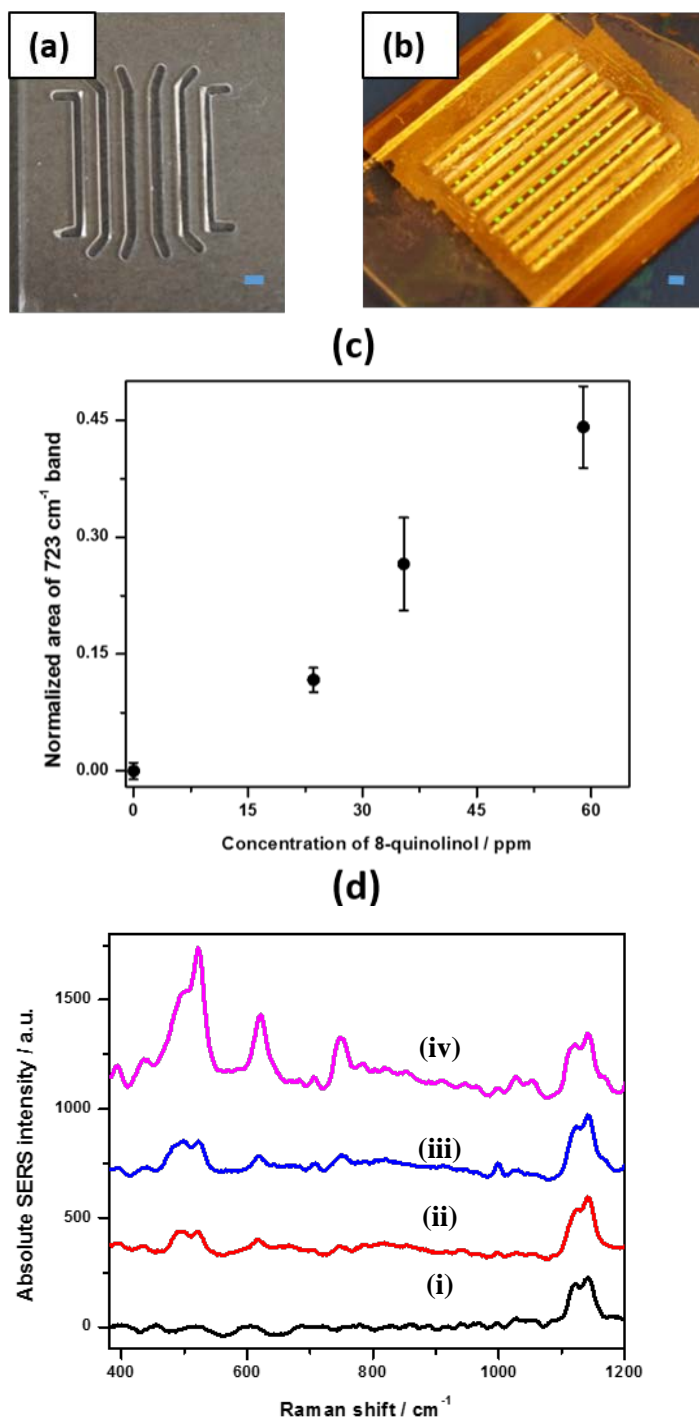 (a)
(b)
(c)
Normalized area of 723 cm⁻¹ band
0.45
0.30
0.15
0.00
0 15 30 45 60
Concentration of 8-quinolinol / ppm
(d)
Absolute SERS intensity / a.u.
1500
1000
500
0
(iv)
(iii)
(ii)
(i)
400 600 800 1000 1200
Raman shift / cm⁻¹